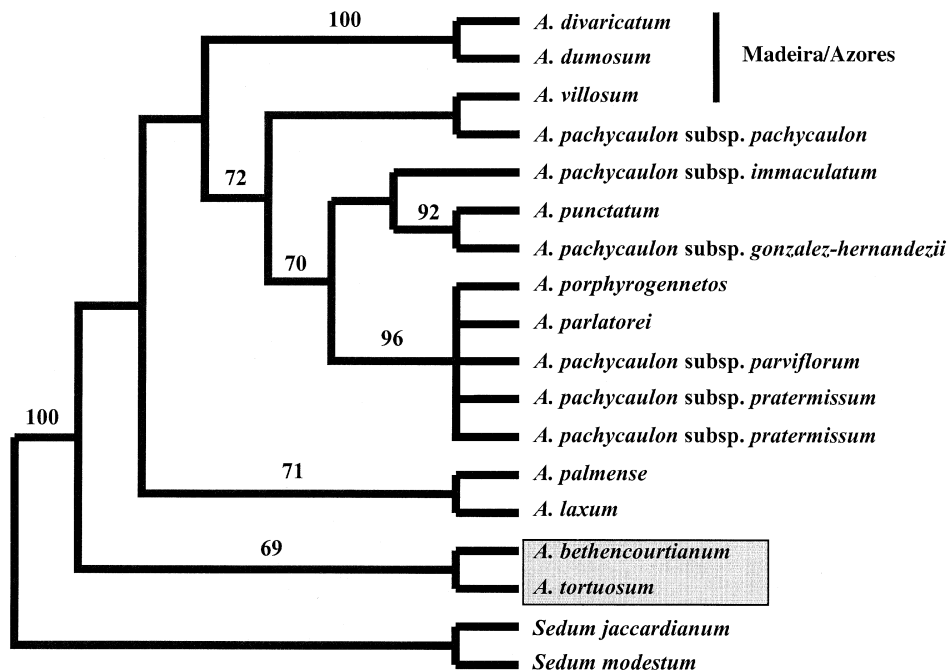 100
A. divaricatum
A. dumosum
Madeira/Azores
A. villosum
A. pachycaulon subsp. pachycaulon
72
A. pachycaulon subsp. immaculatum
92
A. punctatum
A. pachycaulon subsp. gonzalez-hernandezii
70
A. porphyrogennetos
A. parlatorei
96
A. pachycaulon subsp. parviflorum
A. pachycaulon subsp. pratermissum
A. pachycaulon subsp. pratermissum
100
71
A. palmense
A. laxum
69
A. bethencourtianum
A. tortuosum
Sedum jaccardianum
Sedum modestum